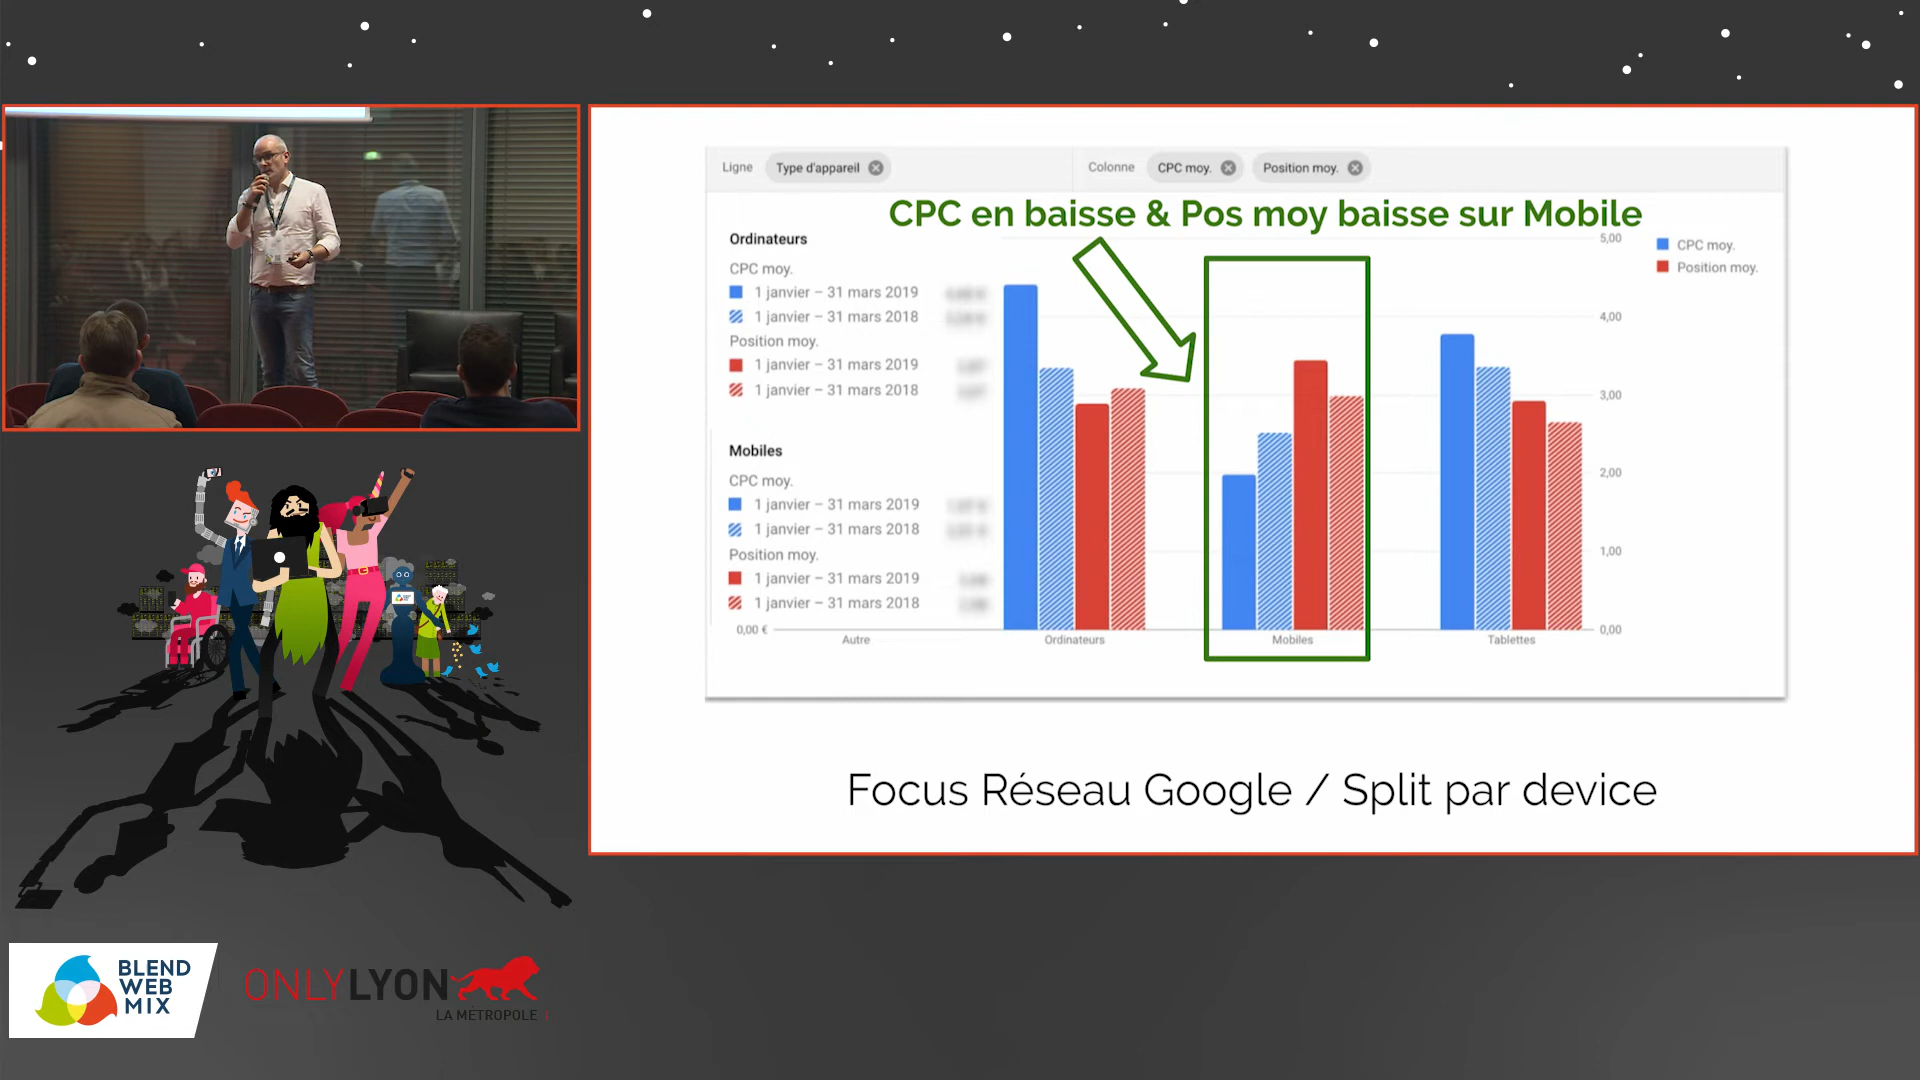 Ligne Type d'appareil Colonne CPC moy. Position moy.
CPC en baisse & Pos moy baisse sur Mobile
Ordinateurs
CPC moy.
1 janvier – 31 mars 2019
1 janvier – 31 mars 2018
Position moy.
1 janvier – 31 mars 2019
1 janvier – 31 mars 2018
Mobiles
CPC moy.
1 janvier – 31 mars 2019
1 janvier – 31 mars 2018
Position moy.
1 janvier – 31 mars 2019
1 janvier – 31 mars 2018
0,00 €
Autre
Ordinateurs
Mobiles
Tablettes
5,00
4,00
3,00
2,00
1,00
0,00
CPC moy.
Position moy.
Focus Réseau Google / Split par device
BLEND
WEB
MIX
ONLYLYON
LA MÉTROPOLE